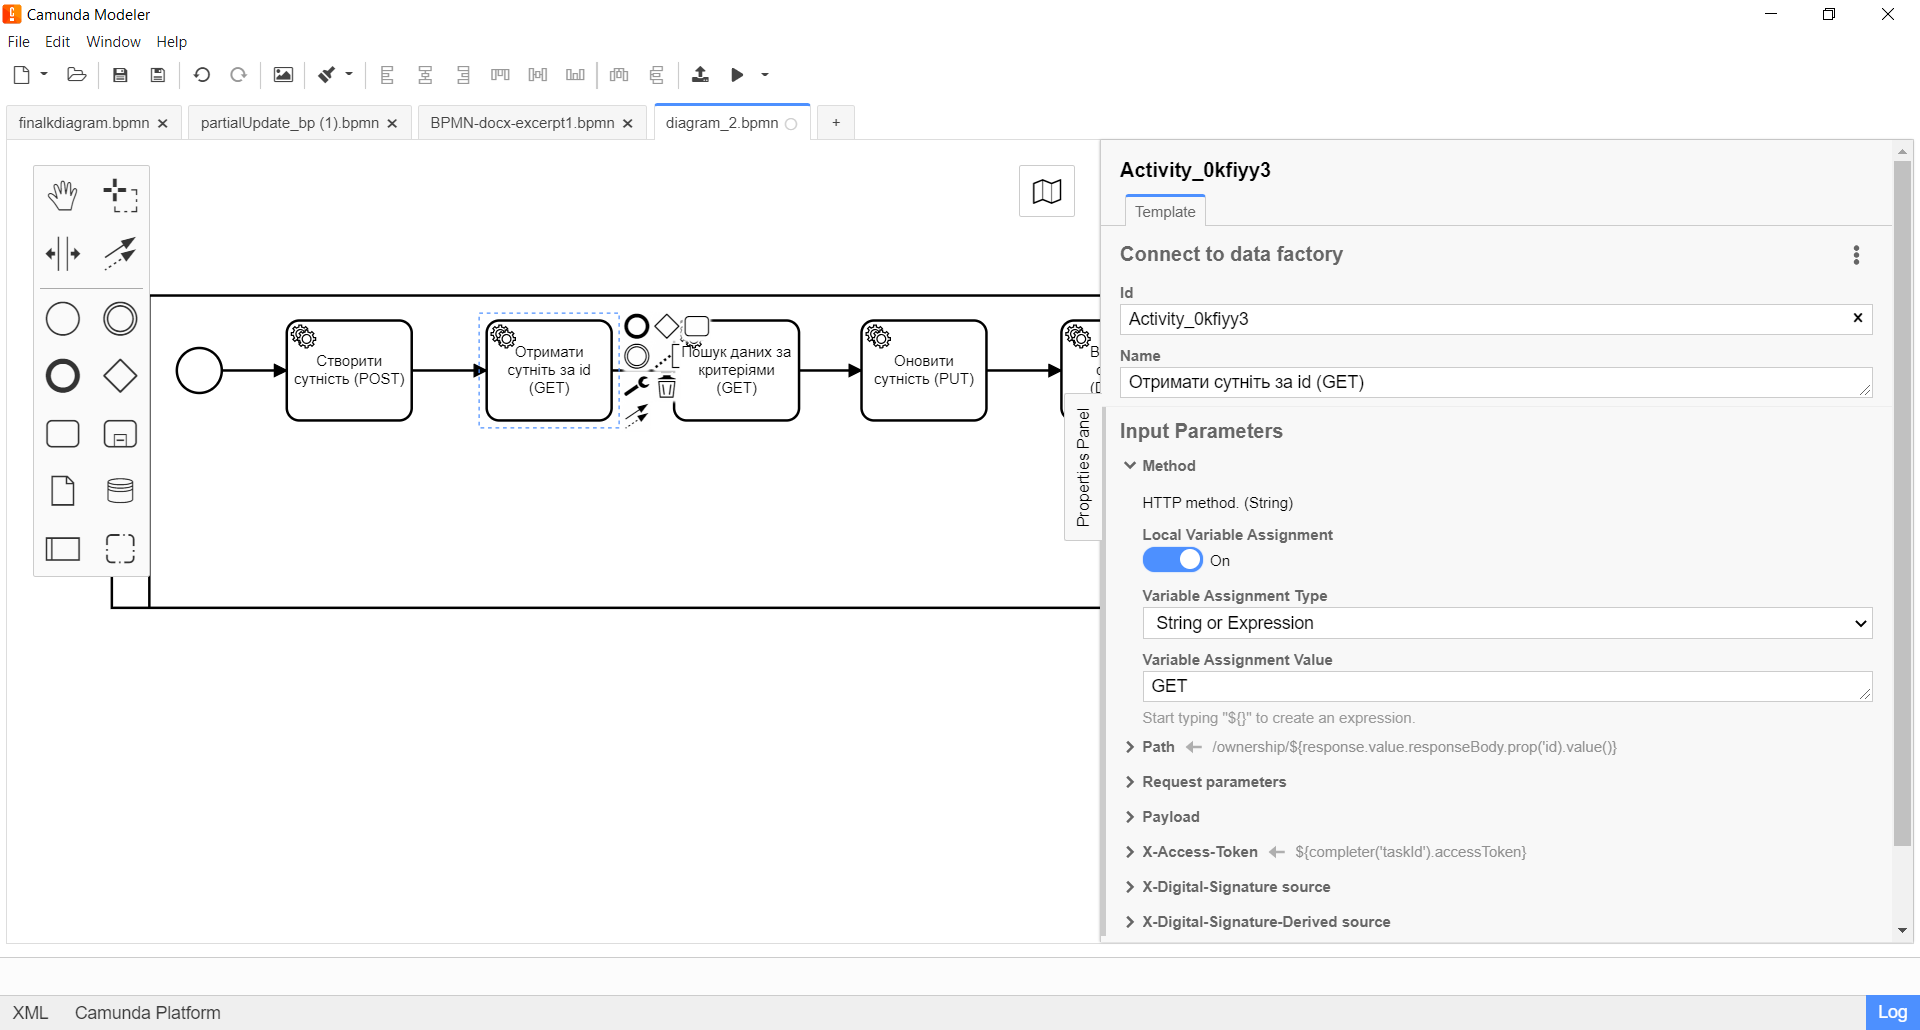 Camunda Modeler
File Edit Window Help
finalkdiagram.bpmn
partialUpdate_bp (1).bpmn
BPMN-docx-excerpt1.bpmn
diagram_2.bpmn
+
Створити
сутність (POST)
Отримати
сутніть за id
(GET)
Пошук даних за
критеріями
(GET)
Оновити
сутність (PUT)
Properties Panel
Activity_0kfiyy3
Template
Connect to data factory
Id
Activity_0kfiyy3
Name
Отримати сутніть за id (GET)
Input Parameters
Method
HTTP method. (String)
Local Variable Assignment
On
Variable Assignment Type
String or Expression
Variable Assignment Value
GET
Start typing "${}" to create an expression.
Path /ownership/${response.value.responseBody.prop('id).value()}
Request parameters
Payload
X-Access-Token ${completer('taskId').accessToken}
X-Digital-Signature source
X-Digital-Signature-Derived source
XML Camunda Platform
Log